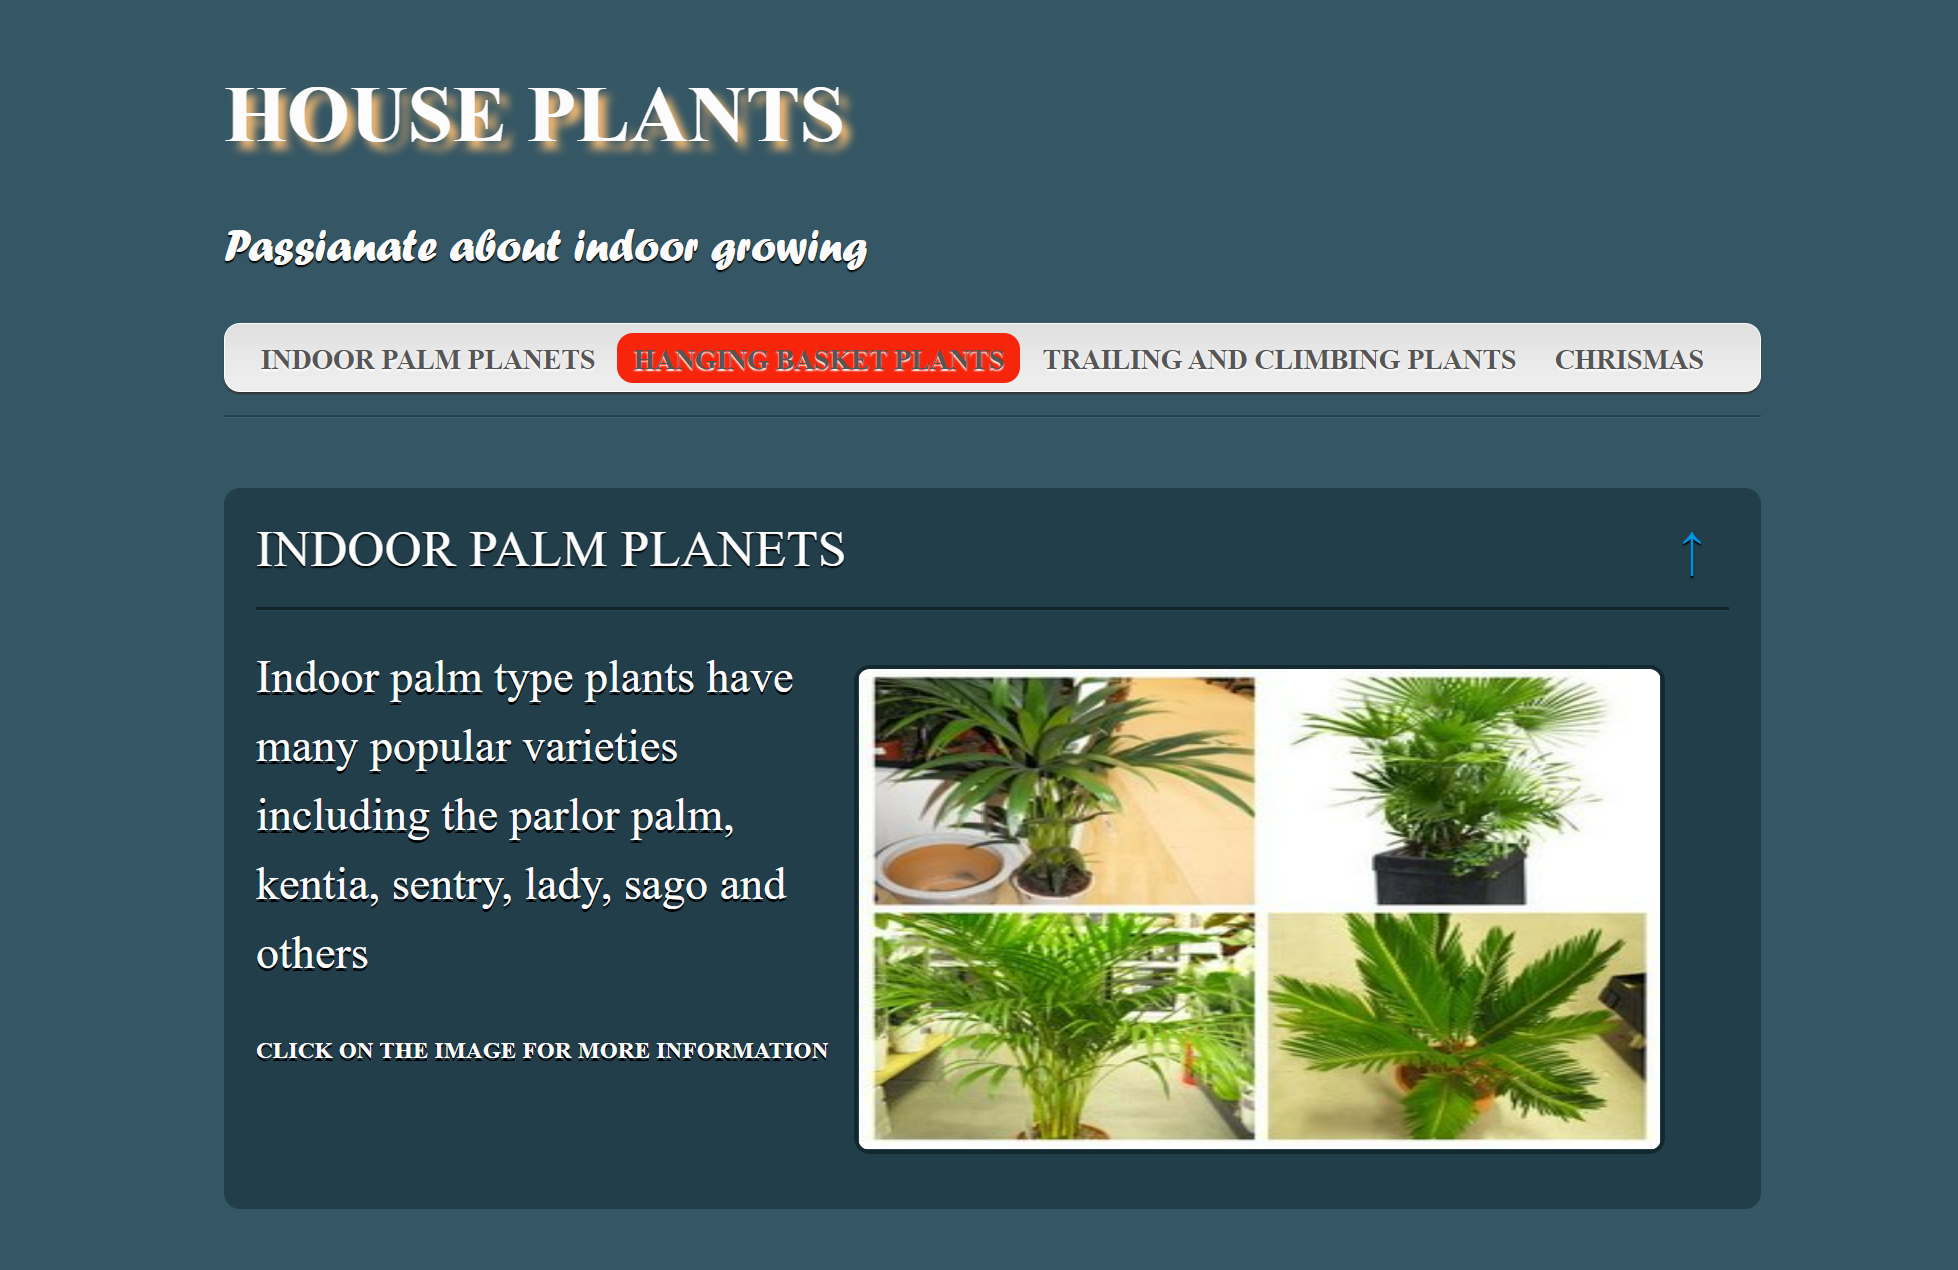 HOUSE PLANTS
Passianate about indoor growing
INDOOR PALM PLANETS HANGING BASKET PLANTS TRAILING AND CLIMBING PLANTS CHRISMAS
INDOOR PALM PLANETS ↑
Indoor palm type plants have
many popular varieties
including the parlor palm,
kentia, sentry, lady, sago and
others
CLICK ON THE IMAGE FOR MORE INFORMATION